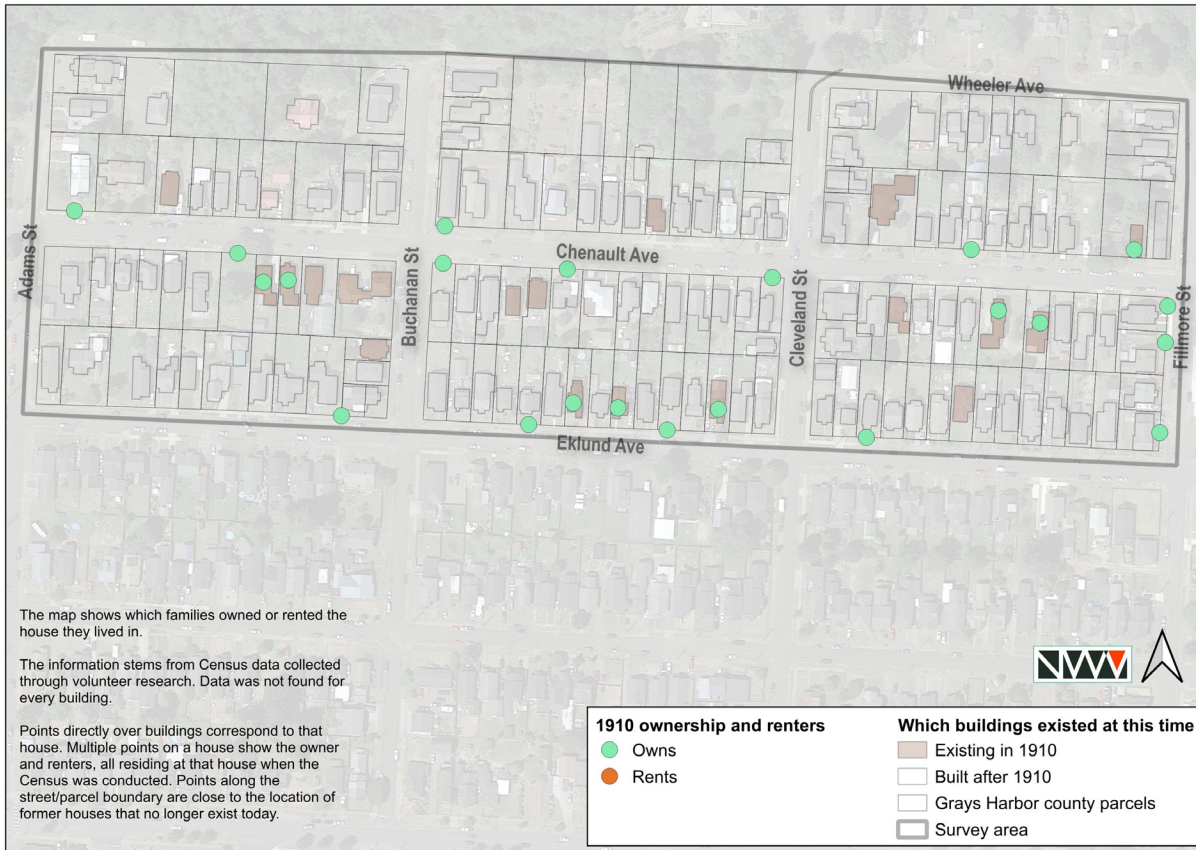 Wheeler Ave
Chenault Ave
Adams St
Buchanan St
Cleveland St
Fillmore St
Eklund Ave
The map shows which families owned or rented the
house they lived in.
The information stems from Census data collected
through volunteer research. Data was not found for
every building.
Points directly over buildings correspond to that
house. Multiple points on a house show the owner
and renters, all residing at that house when the
Census was conducted. Points along the
street/parcel boundary are close to the location of
former houses that no longer exist today.
NWV
1910 ownership and renters
Owns
Rents
Which buildings existed at this time
Existing in 1910
Built after 1910
Grays Harbor county parcels
Survey area